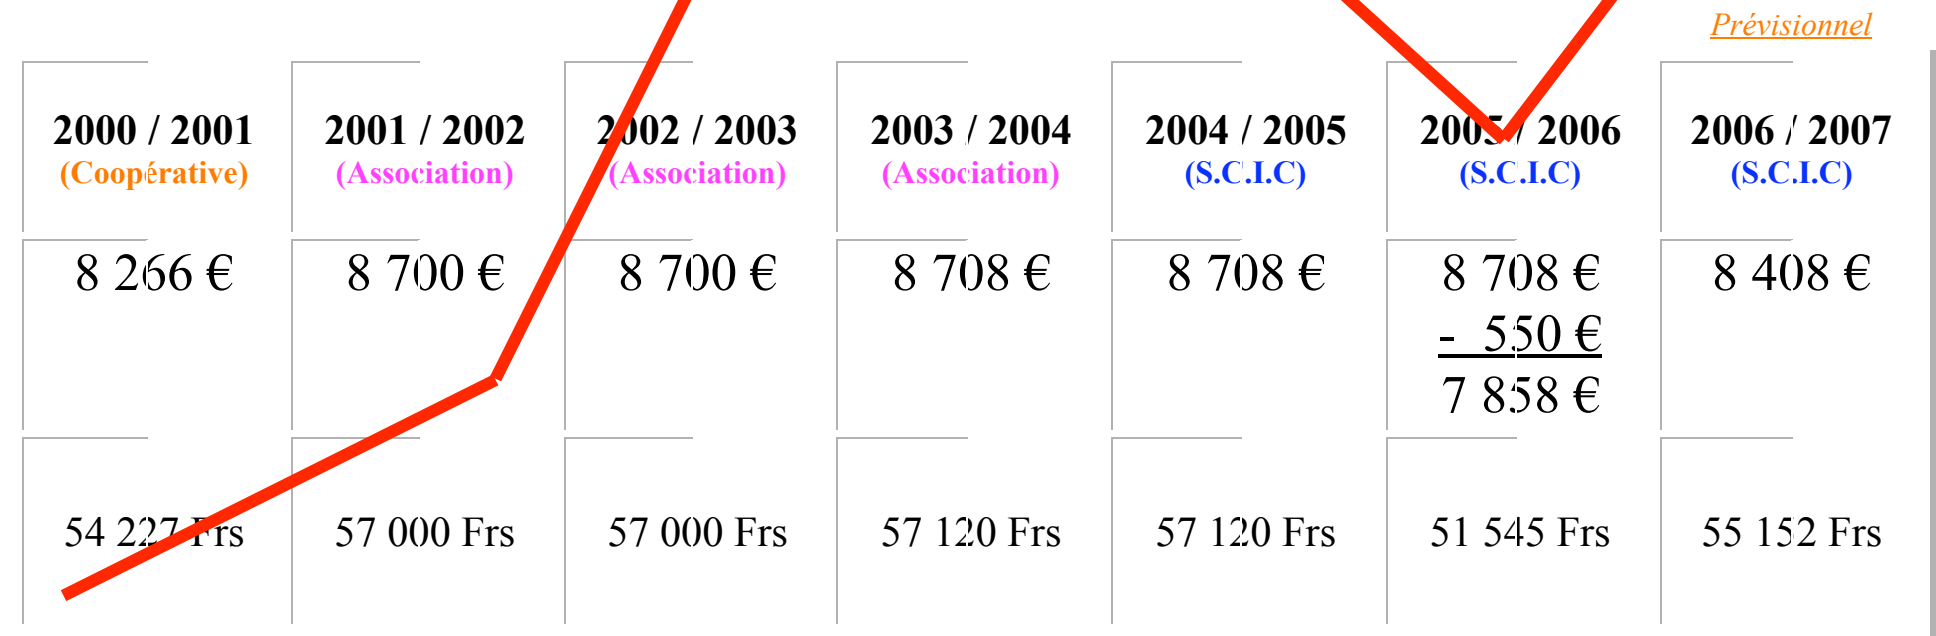 Prévisionnel
2000 / 2001 2001 / 2002 2002 / 2003 2003 / 2004 2004 / 2005 2005 / 2006 2006 / 2007
(Coopérative) (Association) (Association) (Association) (S.C.I.C) (S.C.I.C) (S.C.I.C)
8 266 € 8 700 € 8 700 € 8 708 € 8 708 € 8 708 € 8 408 €
- 550 €
7 858 €
54 227 Frs 57 000 Frs 57 000 Frs 57 120 Frs 57 120 Frs 51 545 Frs 55 152 Frs